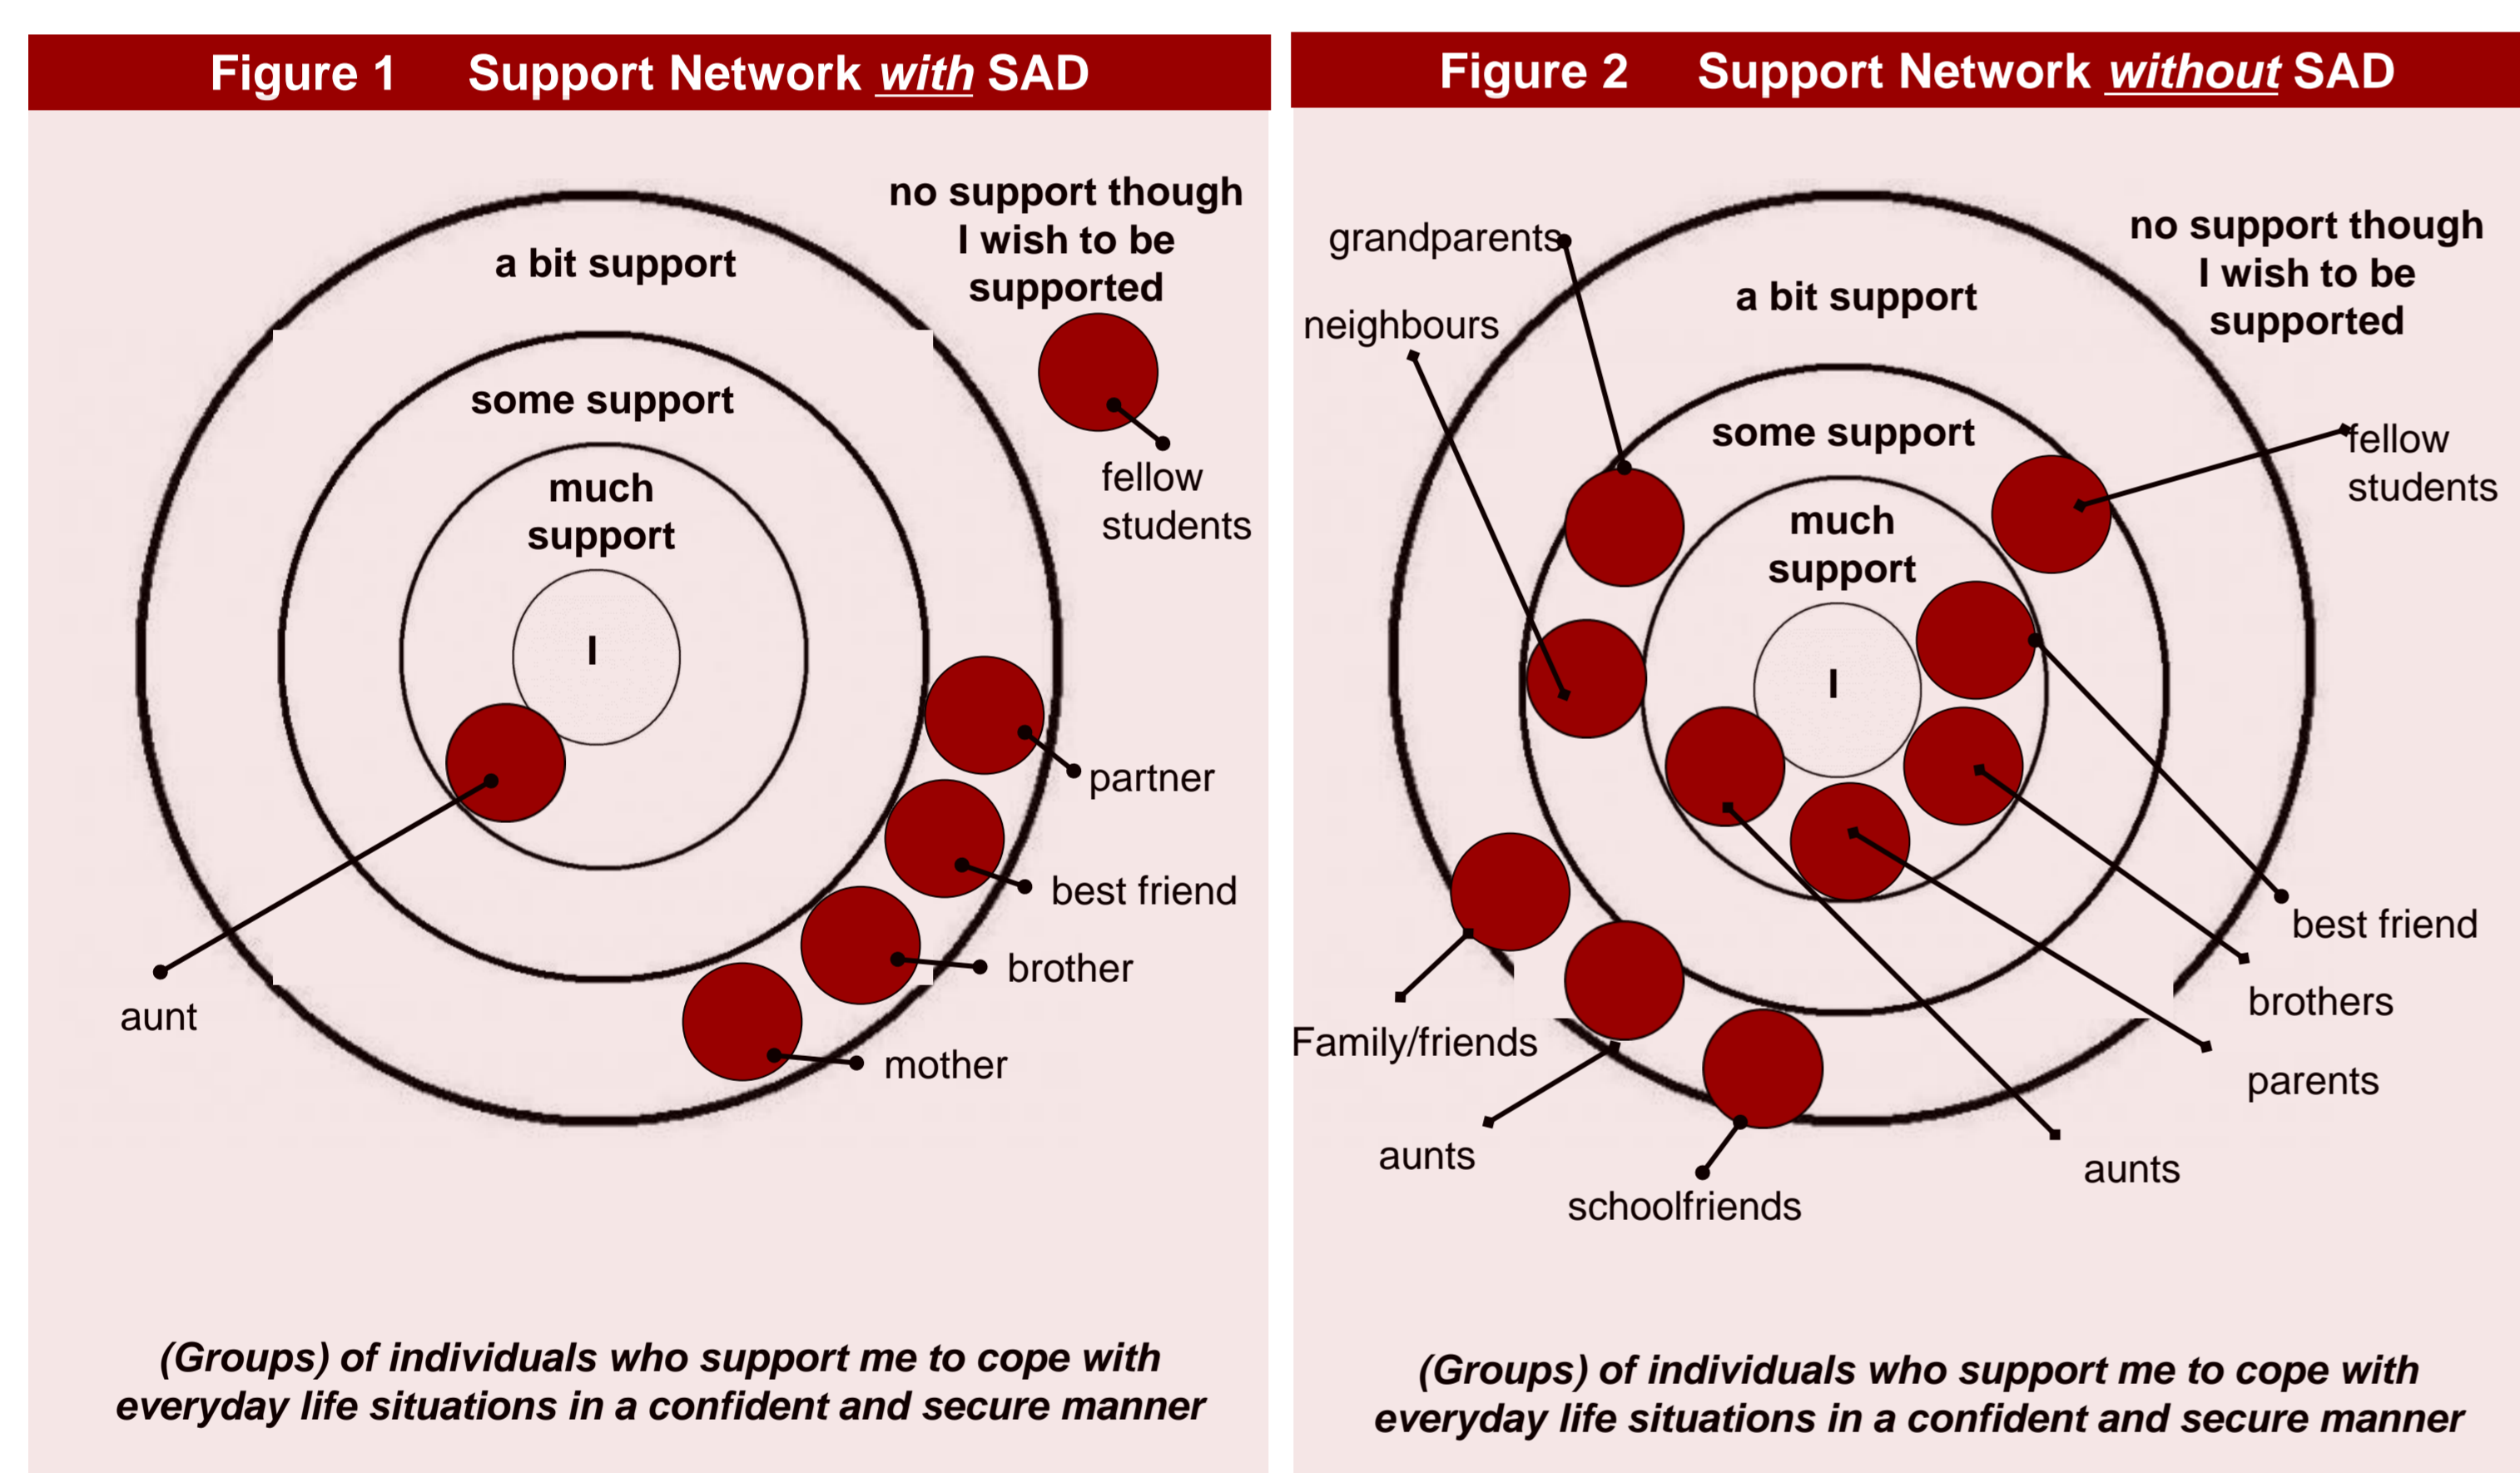 Figure 1 Support Network with SAD
no support though
I wish to be
supported
a bit support
some support
much
support
I
fellow
students
partner
best friend
brother
mother
aunt
(Groups) of individuals who support me to cope with
everyday life situations in a confident and secure manner
Figure 2 Support Network without SAD
grandparents
neighbours
no support though
I wish to be
supported
a bit support
some support
much
support
I
fellow
students
best friend
brothers
parents
aunts
Family/friends
aunts
schoolfriends
(Groups) of individuals who support me to cope with
everyday life situations in a confident and secure manner